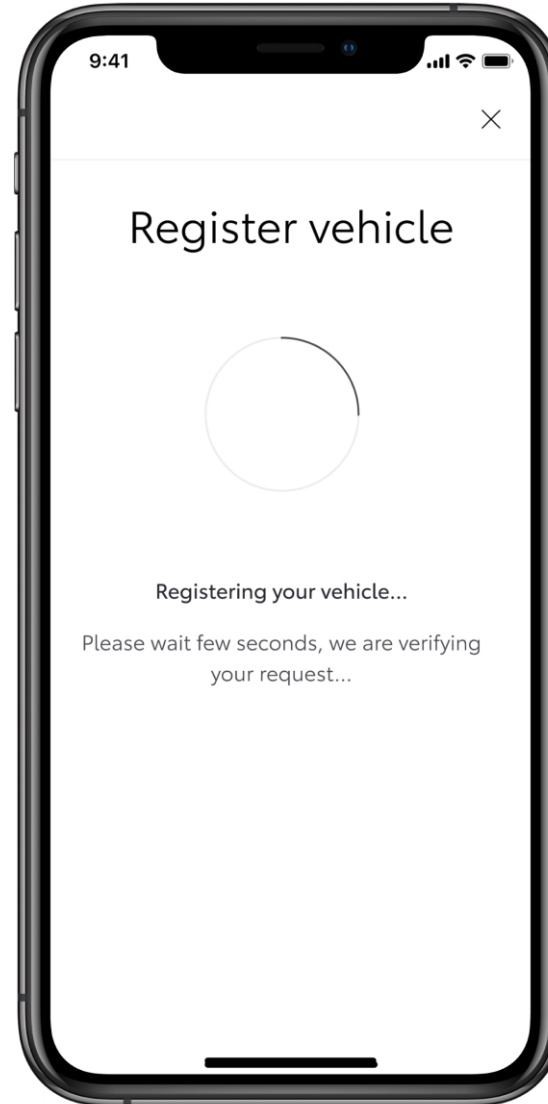 9:41
Register vehicle
Registering your vehicle...
Please wait few seconds, we are verifying
your request...